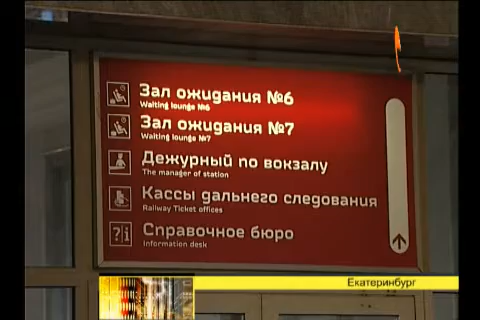 Зал ожидания №6
Waiting lounge №6
Зал ожидания №7
Waiting lounge №7
Дежурный по вокзалу
The manager of station
Кассы дальнего следования
Railway Ticket offices
?i
Справочное бюро
Information desk
Екатеринбург